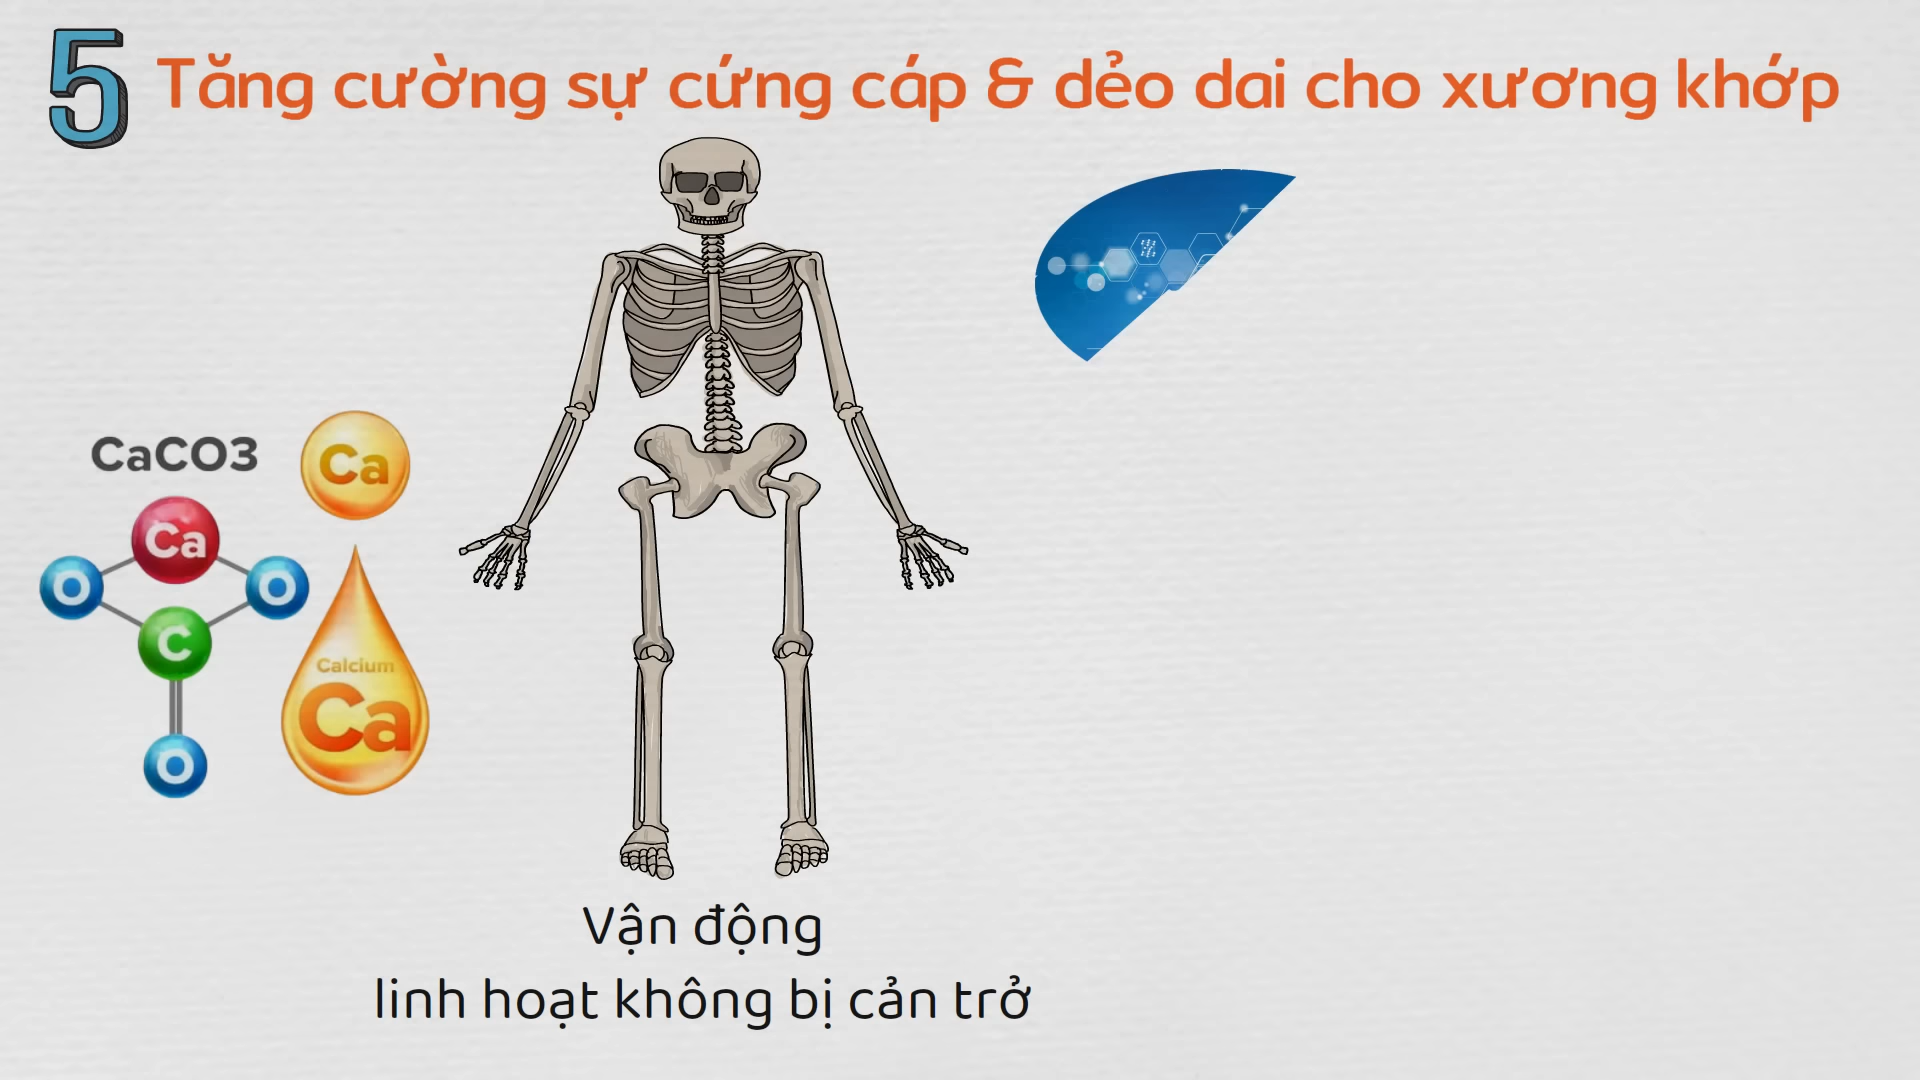 5
Tăng cường sự cứng cáp & dẻo dai cho xương khớp
CaCO3
Ca
Ca
O
O
C
Calcium
Ca
O
Vận động
linh hoạt không bị cản trở